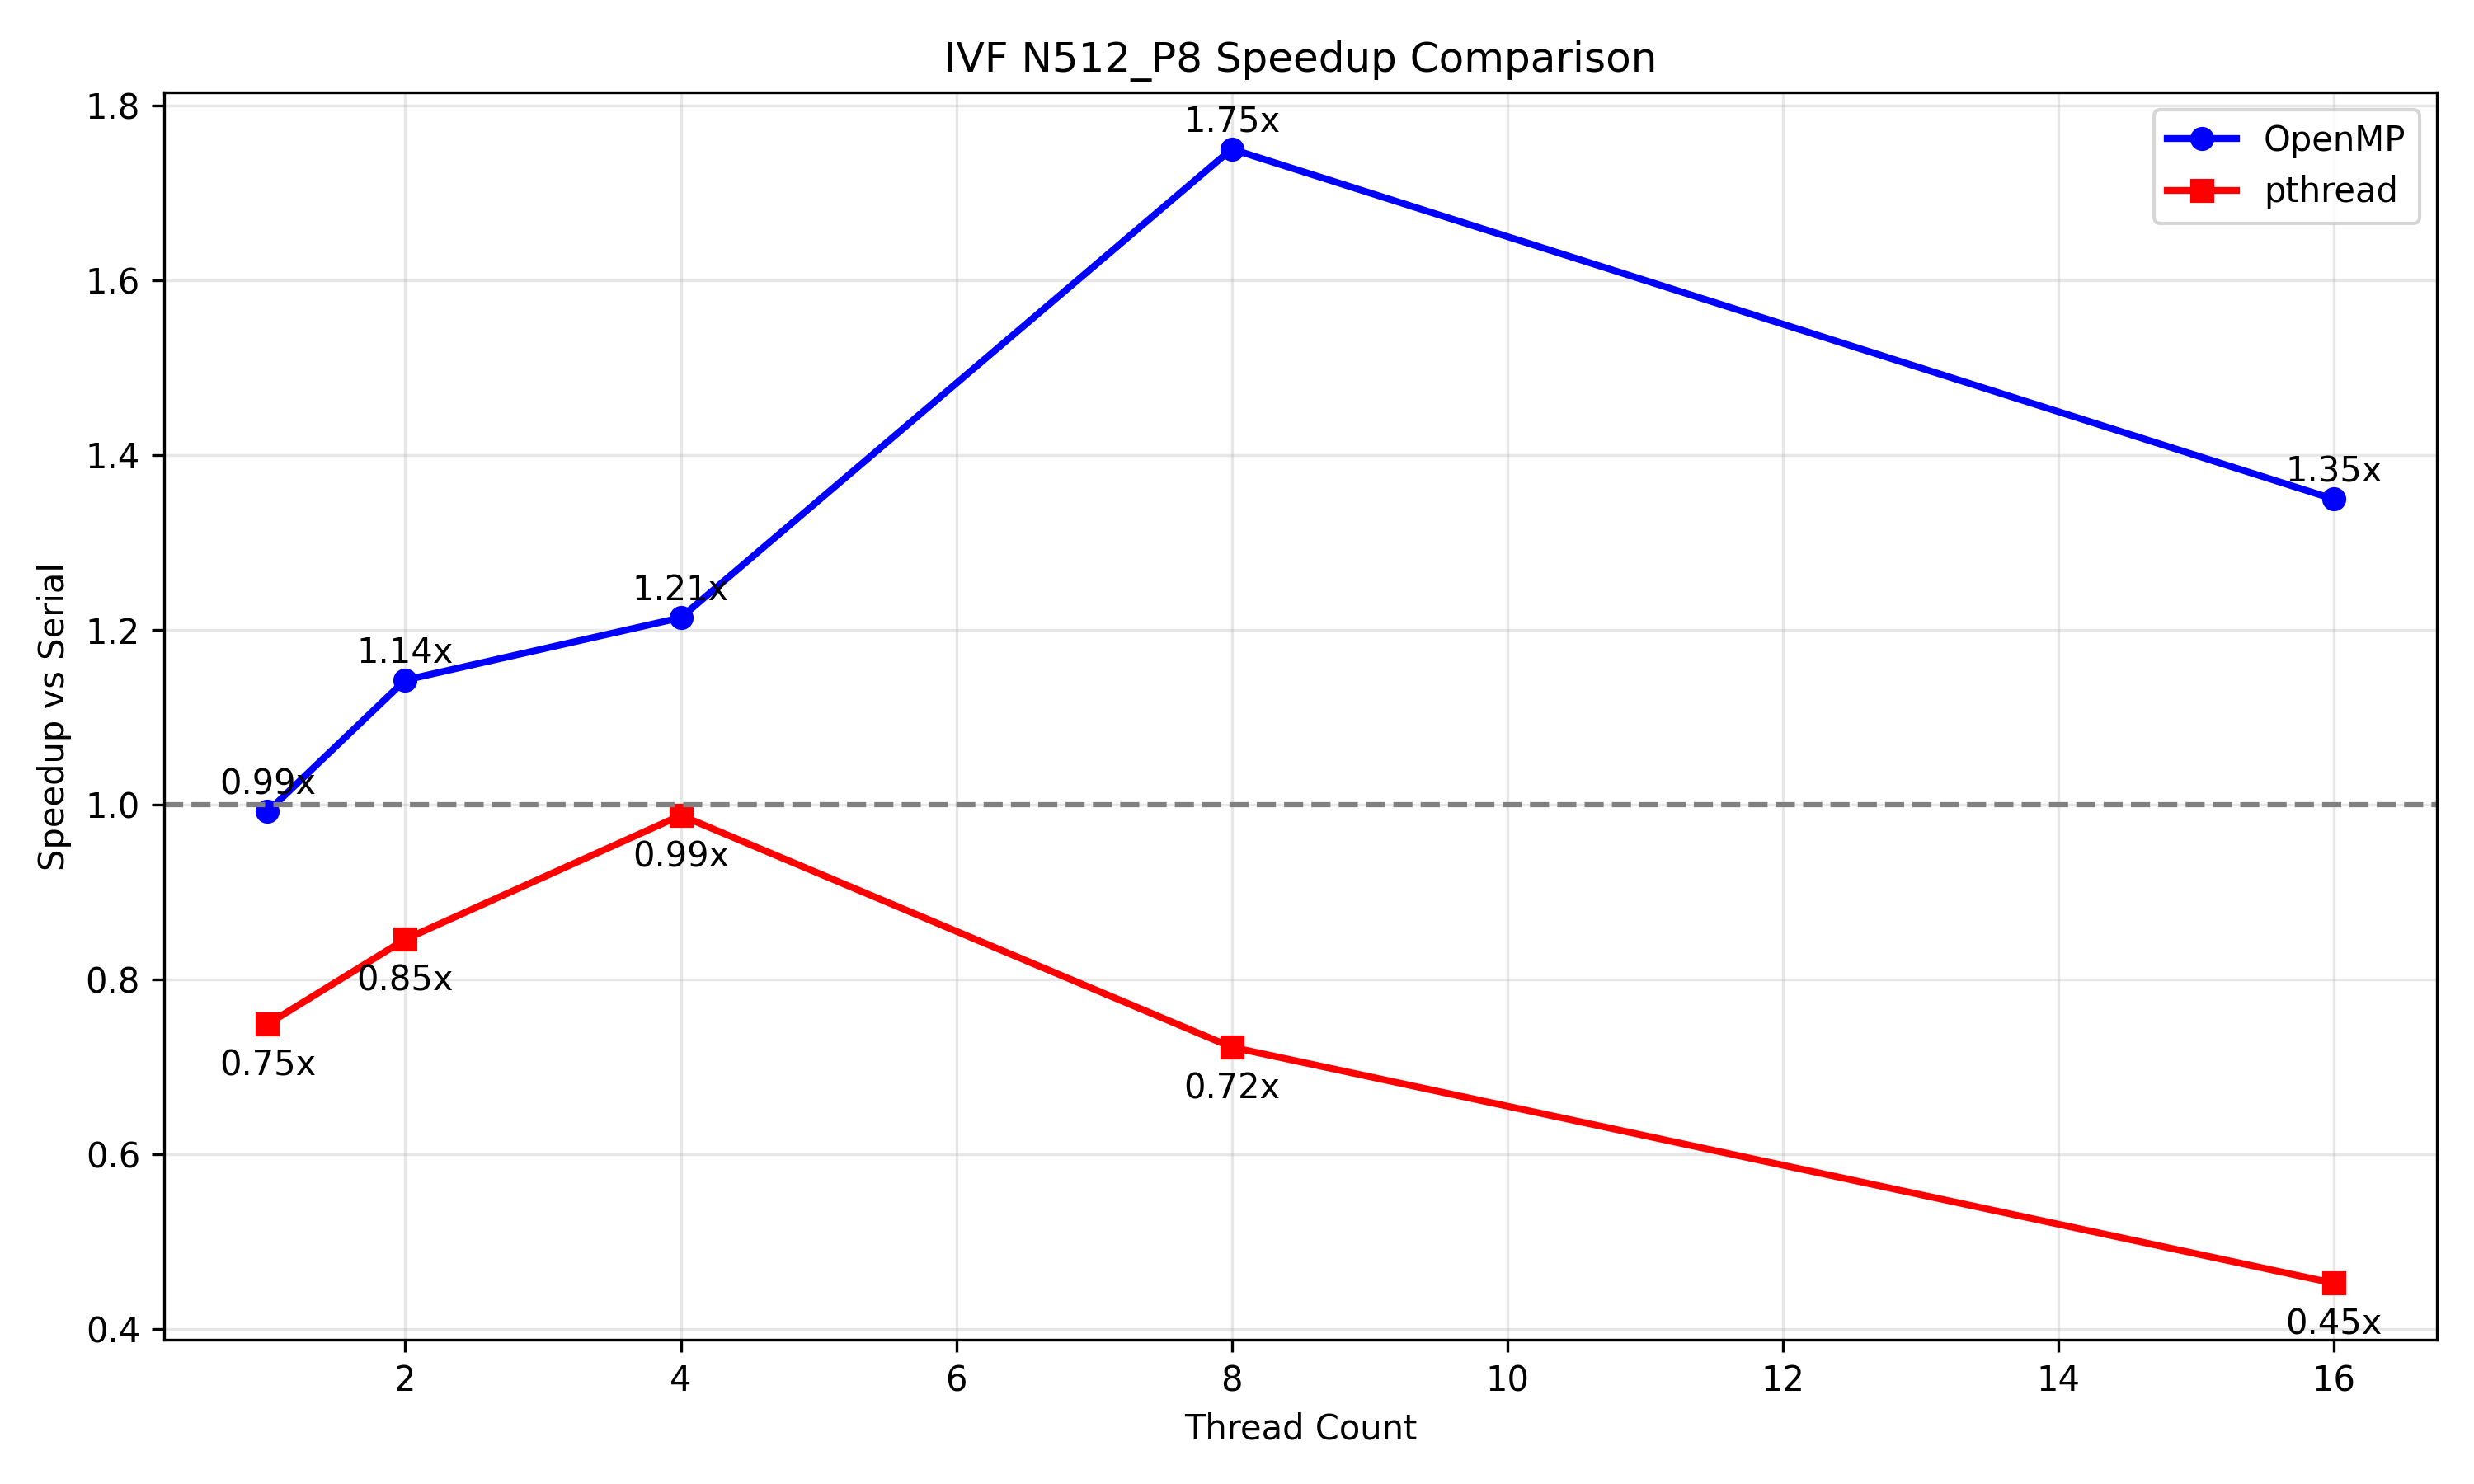 IVF N512_P8 Speedup Comparison
OpenMP
pthread
Speedup vs Serial
1.8
1.6
1.4
1.2
1.0
0.8
0.6
0.4
0.99x
1.14x
1.21x
1.75x
1.35x
0.75x
0.85x
0.99x
0.72x
0.45x
2 4 6 8 10 12 14 16
Thread Count